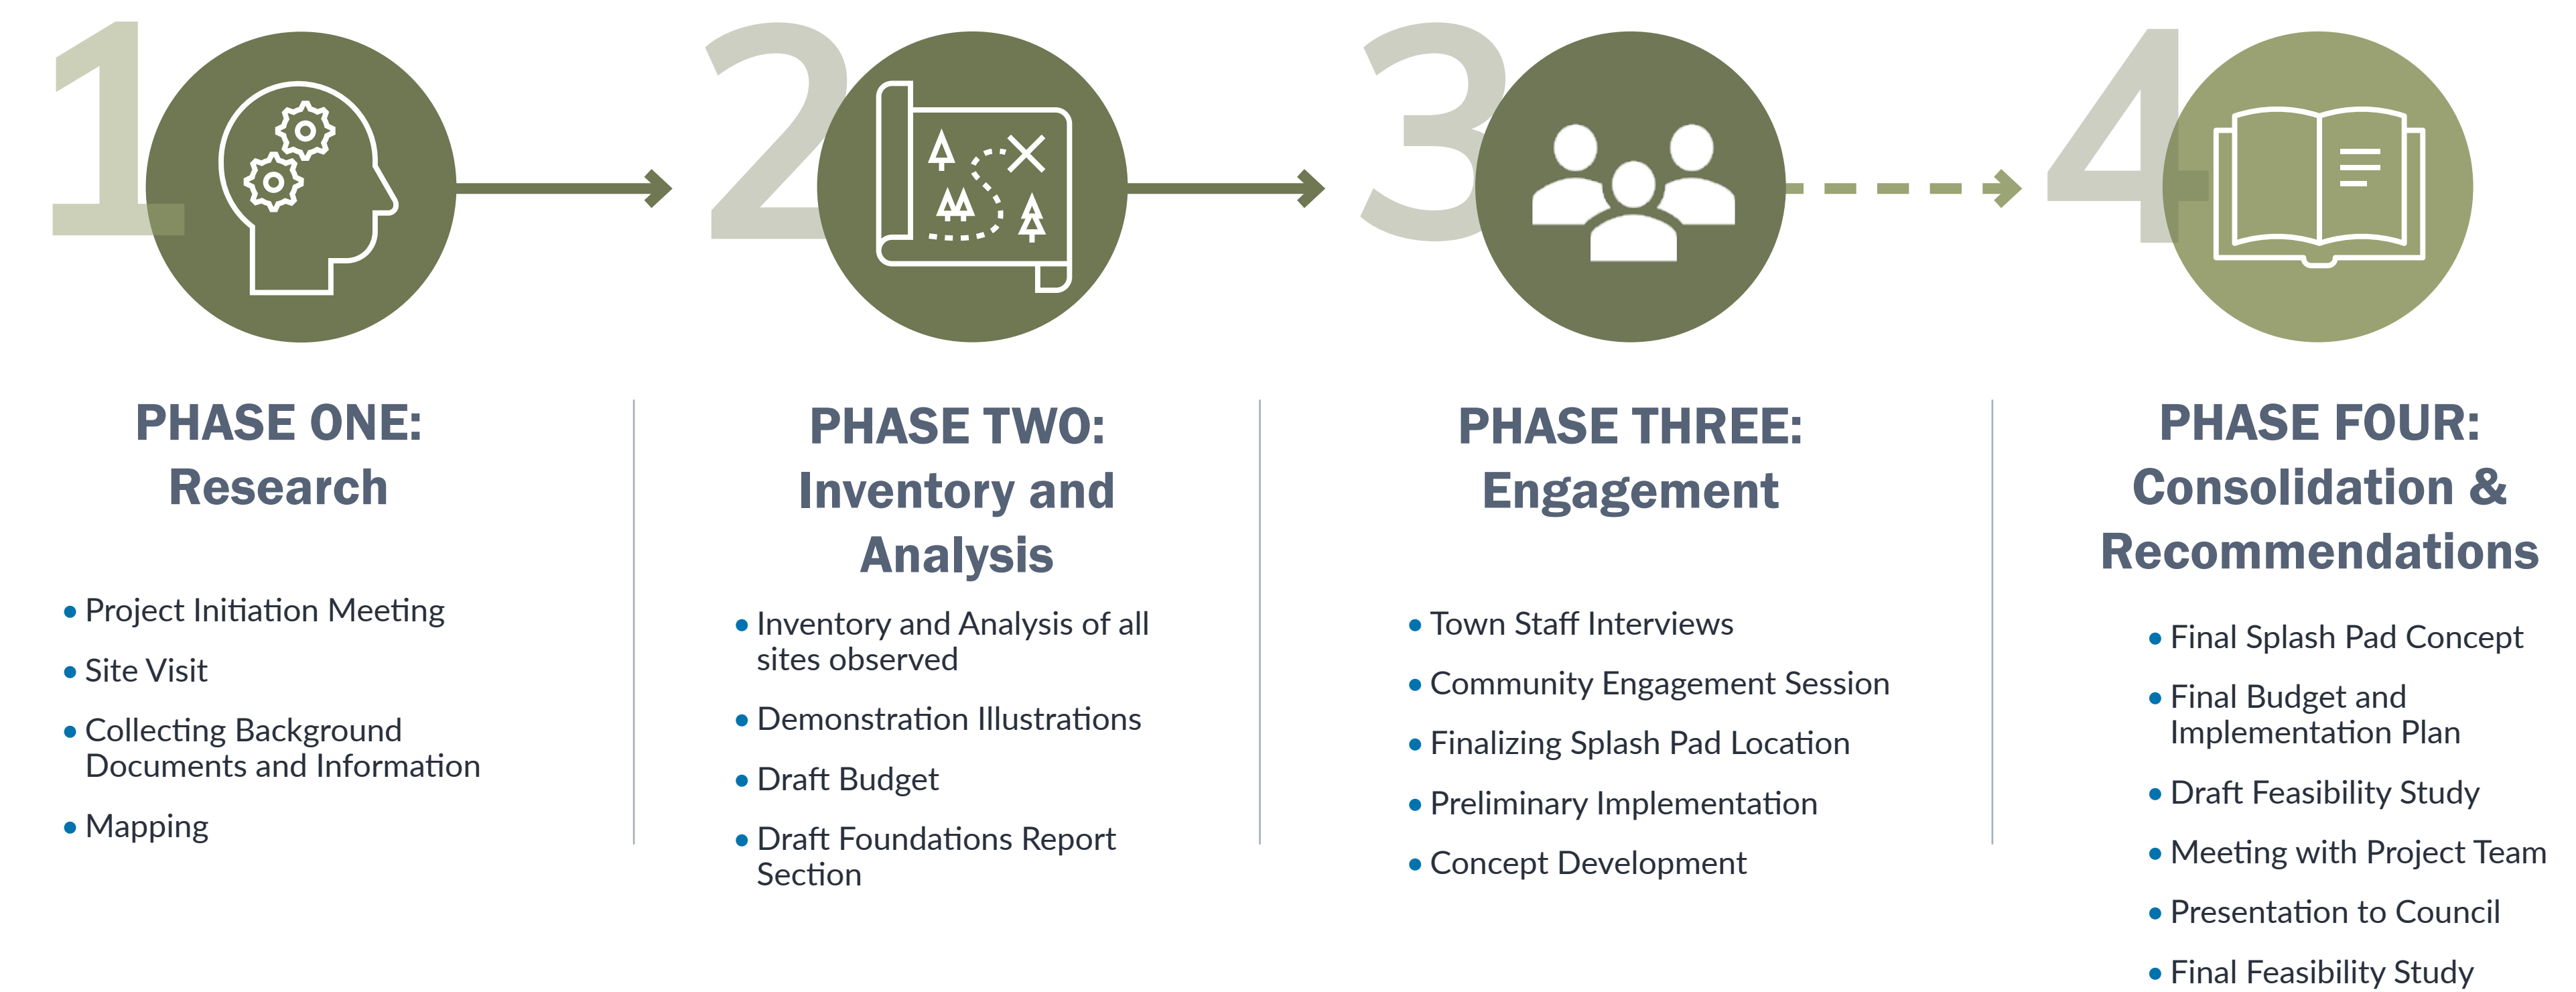 1
2
3
4
PHASE ONE:
Research
• Project Initiation Meeting
• Site Visit
• Collecting Background
Documents and Information
• Mapping
PHASE TWO:
Inventory and
Analysis
• Inventory and Analysis of all
sites observed
• Demonstration Illustrations
• Draft Budget
• Draft Foundations Report
Section
PHASE THREE:
Engagement
• Town Staff Interviews
• Community Engagement Session
• Finalizing Splash Pad Location
• Preliminary Implementation
• Concept Development
PHASE FOUR:
Consolidation &
Recommendations
• Final Splash Pad Concept
• Final Budget and
Implementation Plan
• Draft Feasibility Study
• Meeting with Project Team
• Presentation to Council
• Final Feasibility Study